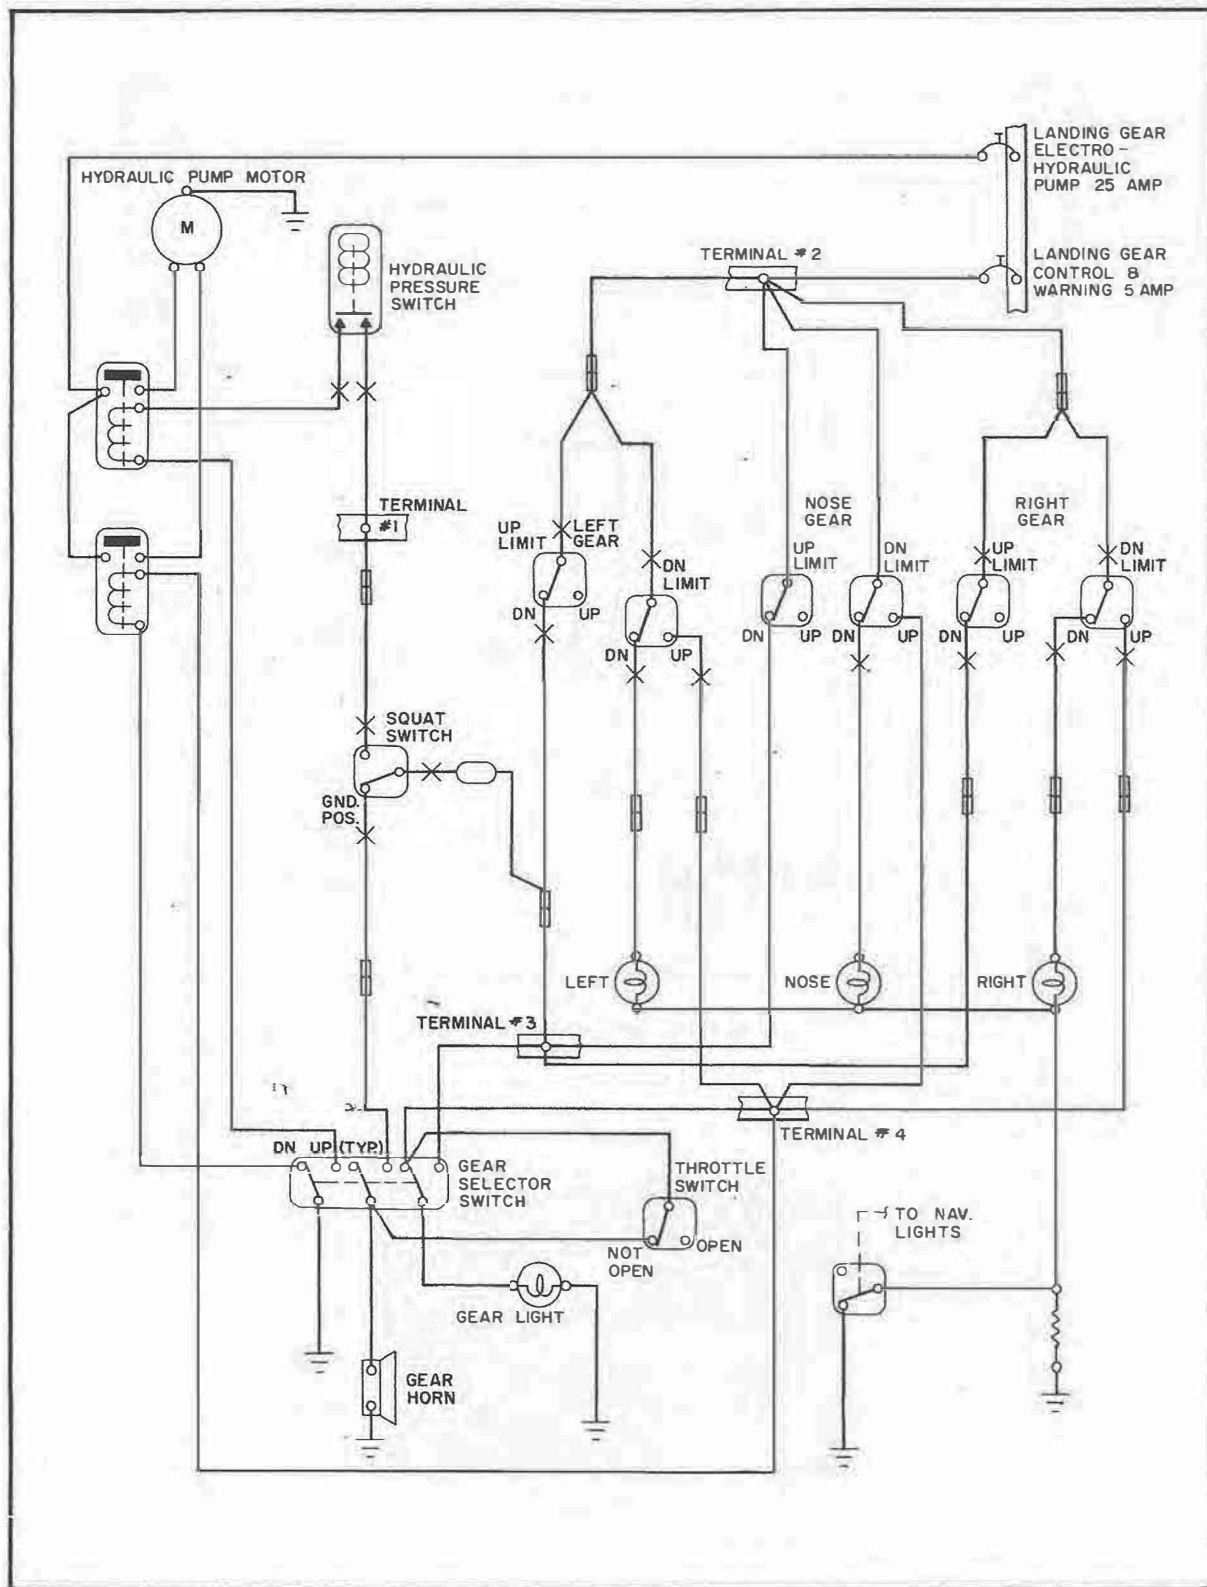 LANDING GEAR
ELECTRO-
HYDRAULIC
PUMP 25 AMP
HYDRAULIC PUMP MOTOR
M
TERMINAL #2
LANDING GEAR
CONTROL &
WARNING 5 AMP
HYDRAULIC
PRESSURE
SWITCH
TERMINAL
#1
UP
LIMIT
LEFT
GEAR
DN
LIMIT
NOSE
GEAR
UP
LIMIT
DN
LIMIT
RIGHT
GEAR
UP
LIMIT
DN
LIMIT
DN
UP
DN
UP
DN
UP
DN
UP
DN
UP
DN
UP
SQUAT
SWITCH
GND.
POS.
LEFT
NOSE
RIGHT
TERMINAL #3
TERMINAL #4
DN UP (TYP.)
GEAR
SELECTOR
SWITCH
THROTTLE
SWITCH
NOT
OPEN
OPEN
TO NAV.
LIGHTS
GEAR LIGHT
GEAR
HORN